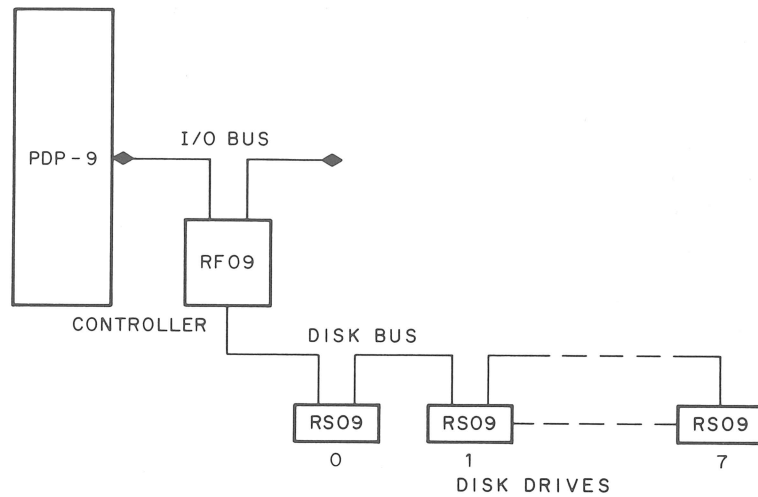 I/O BUS
PDP-9
RF09
CONTROLLER
DISK BUS
RS09
RS09
RS09
0
1
7
DISK DRIVES